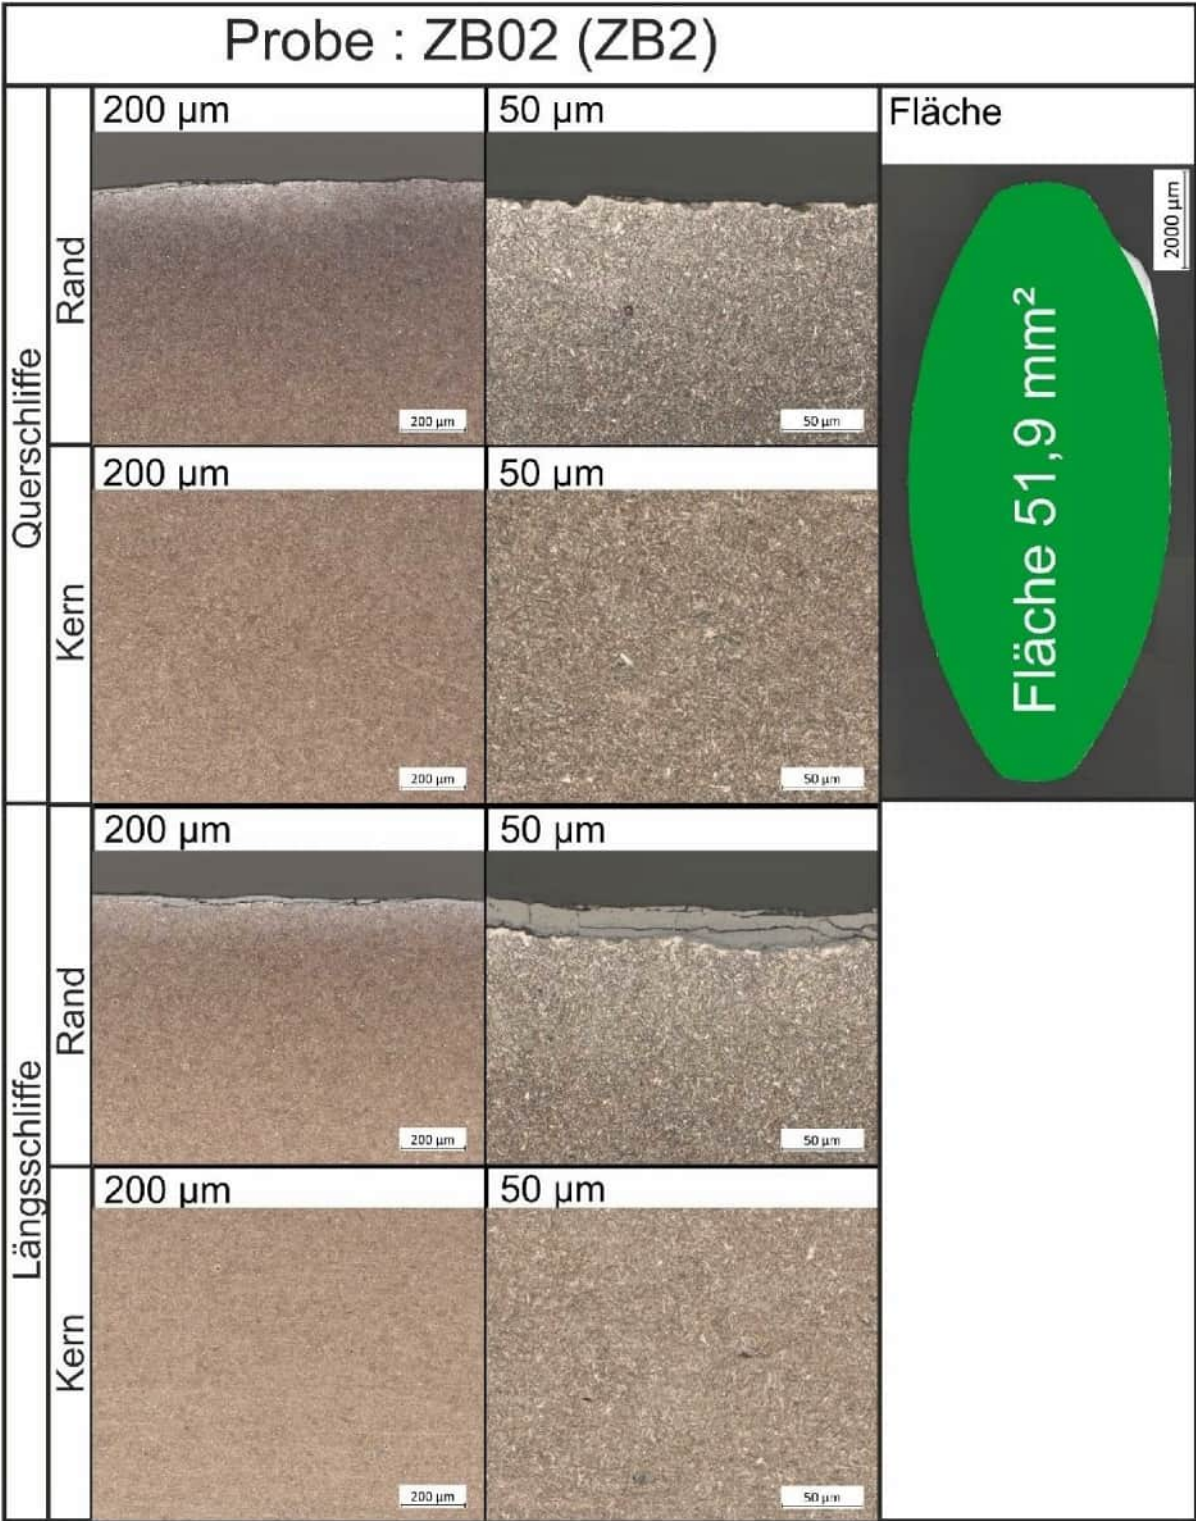 Probe : ZB02 (ZB2)
Querschliffe
Rand
200 µm
200 µm
50 µm
50 µm
Fläche
2000 µm
Fläche 51,9 mm²
Kern
200 µm
200 µm
50 µm
50 µm
Längsschliffe
Rand
200 µm
200 µm
50 µm
50 µm
Kern
200 µm
200 µm
50 µm
50 µm